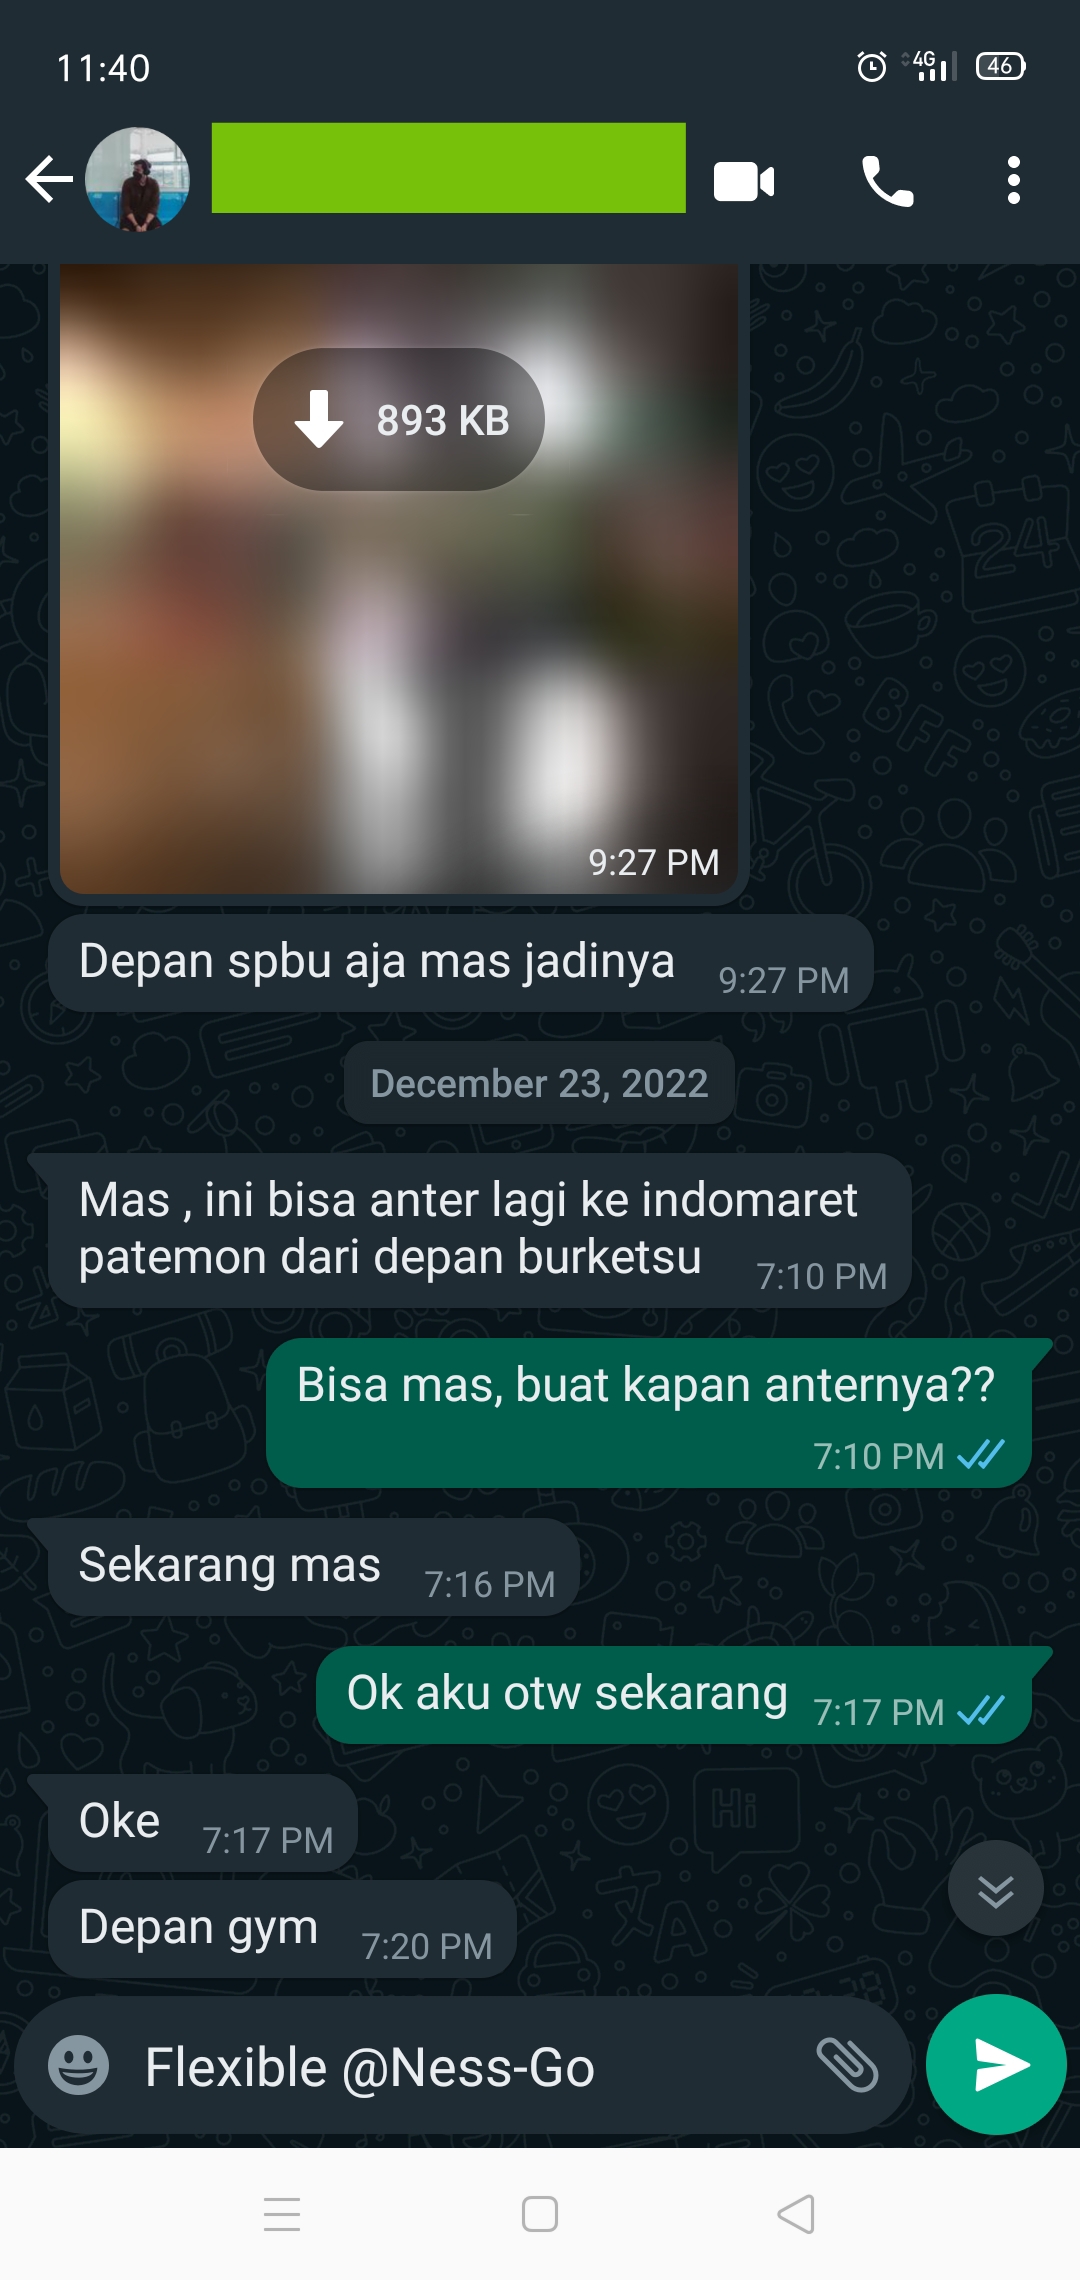 11:40
4G
46
893 KB
9:27 PM
Depan spbu aja mas jadinya
9:27 PM
December 23, 2022
Mas , ini bisa anter lagi ke indomaret
patemon dari depan burketsu
7:10 PM
Bisa mas, buat kapan anternya??
7:10 PM
Sekarang mas
7:16 PM
Ok aku otw sekarang
7:17 PM
Oke
7:17 PM
Depan gym
7:20 PM
Flexible @Ness-Go